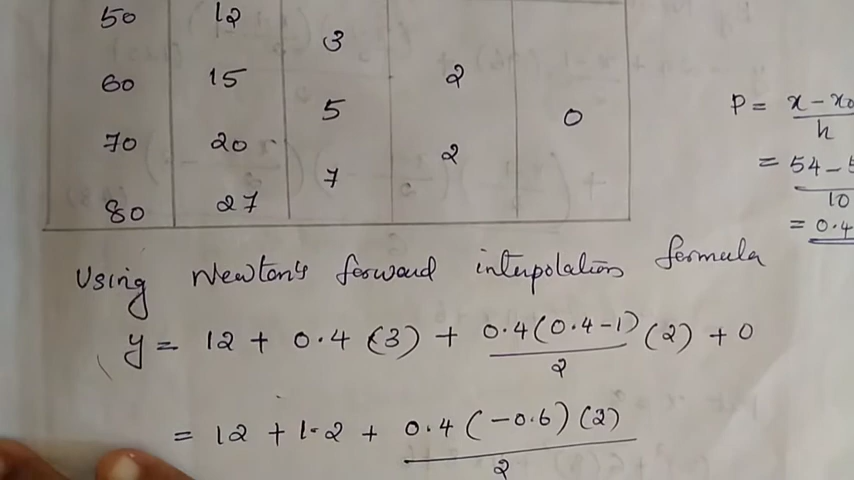 50 12
3
60 15 2
5 0
70 20 2
7
80 27
P = x - x0 / h
= 54 - 5 / 10
= 0.4
Using Newton's forward interpolation formula
y = 12 + 0.4 (3) + 0.4(0.4-1) / 2 (2) + 0
= 12 + 1.2 + 0.4 (-0.6) (2) / 2